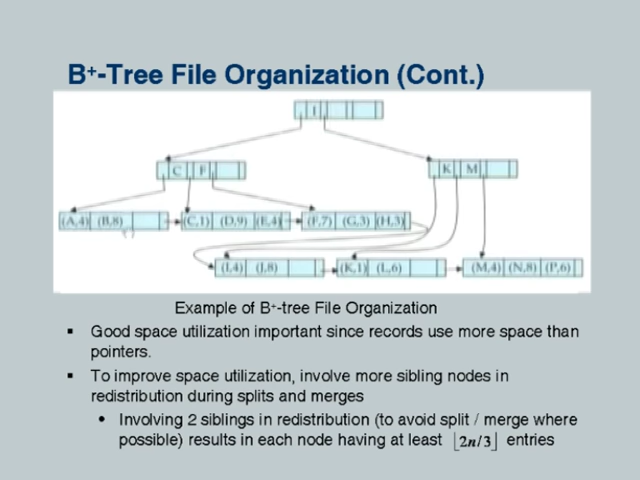 B+-Tree File Organization (Cont.)
I
C F
K M
(A,4) (B,8) (C,1) (D,9) (E,4) (F,7) (G,3) (H,3)
(I,4) (J,8) (K,1) (L,6) (M,4) (N,8) (P,6)
Example of B+-tree File Organization
▪ Good space utilization important since records use more space than
pointers.
▪ To improve space utilization, involve more sibling nodes in
redistribution during splits and merges
• Involving 2 siblings in redistribution (to avoid split / merge where
possible) results in each node having at least ⌊2n/3⌋ entries